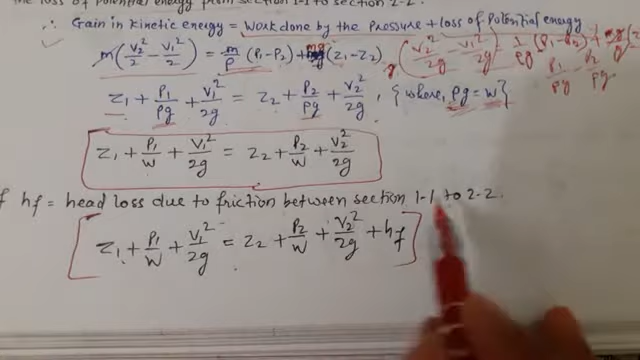 the loss of Potential energy from section 1-1 to section 2-2.
∴ Gain in Kinetic energy = Work done by the Pressure + loss of Potential energy
m(V₂²/2 − V₁²/2) = m/ρ (P₁-P₂) + mg(Z₁-Z₂)
Z₁ + P₁/ρg + V₁²/2g = Z₂ + P₂/ρg + V₂²/2g, {where, ρg = W}
Z₁ + P₁/W + V₁²/2g = Z₂ + P₂/W + V₂²/2g
f hf = head loss due to friction between section 1-1 to 2-2.
Z₁ + P₁/W + V₁²/2g = Z₂ + P₂/W + V₂²/2g + hf